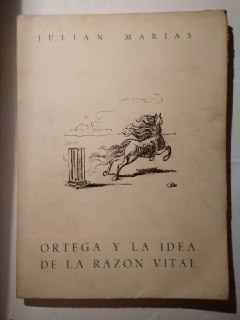 JULIAN MARIAS
ORTEGA Y LA IDEA
DE LA RAZON VITAL